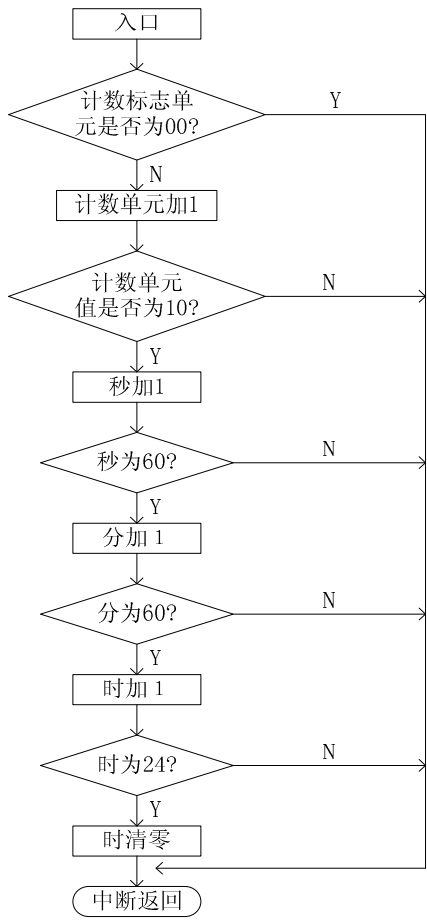 入口
计数标志单
元是否为00?
Y
N
计数单元加1
计数单元
值是否为10?
N
Y
秒加1
秒为60?
N
Y
分加 1
分为60?
N
Y
时加 1
时为24?
N
Y
时清零
中断返回